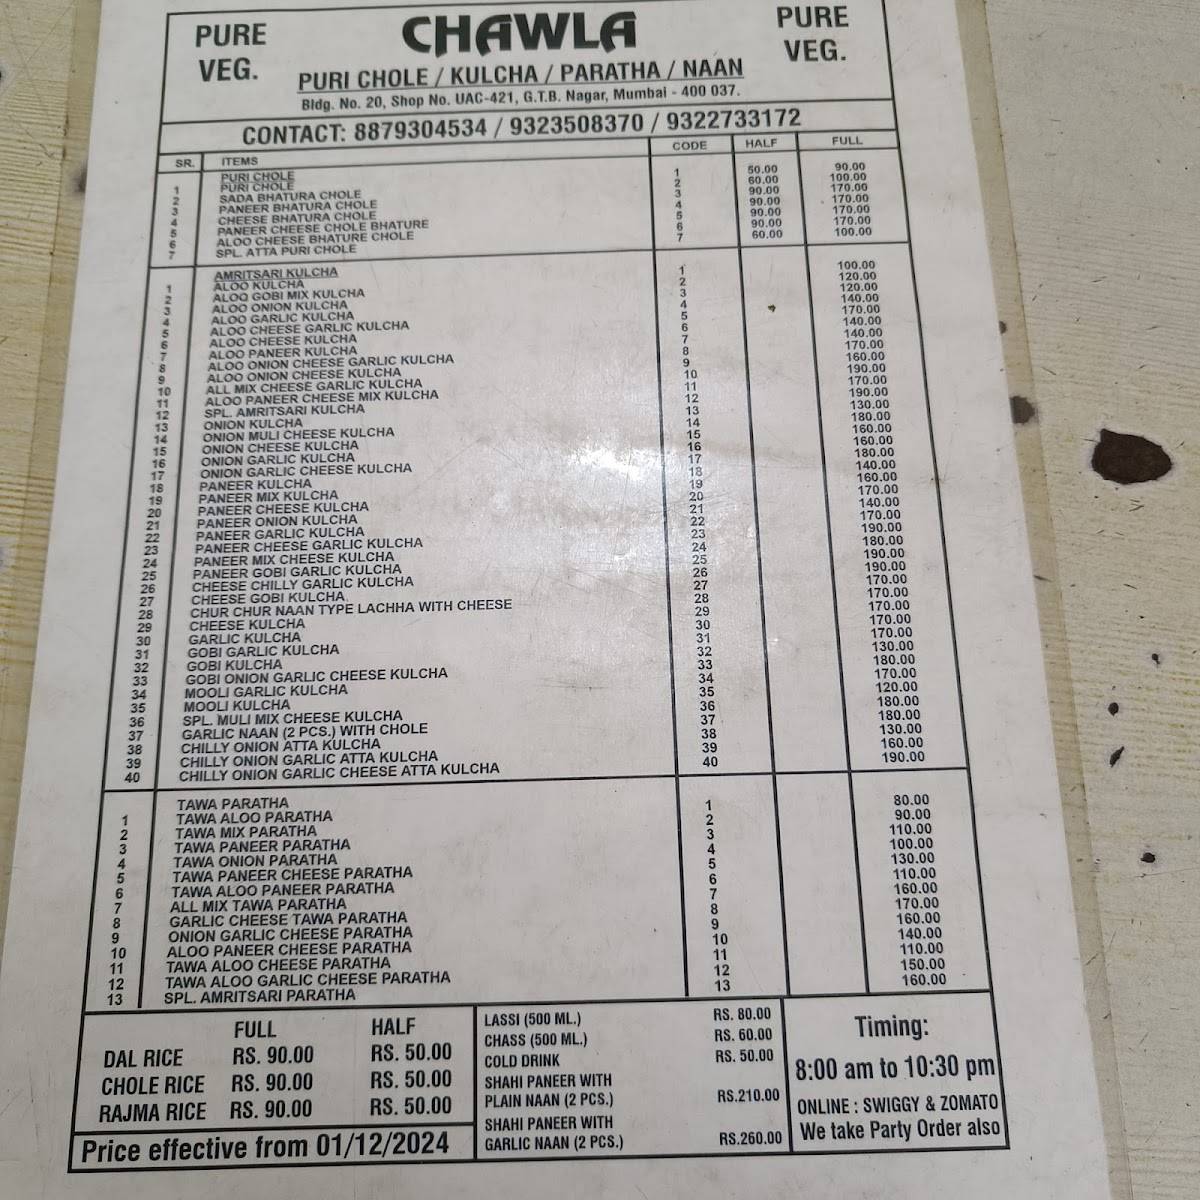 PURE VEG.
CHAWLA
PURE VEG.
PURI CHOLE / KULCHA / PARATHA / NAAN
Bldg. No. 20, Shop No. UAC-421, G.T.B. Nagar, Mumbai - 400 037.
CONTACT: 8879304534 / 9323508370 / 9322733172
SR. ITEMS CODE HALF FULL
PURI CHOLE
1 PURI CHOLE 1 50.00 90.00
2 SADA BHATURA CHOLE 2 60.00 100.00
3 PANEER BHATURA CHOLE 3 90.00 170.00
4 CHEESE BHATURA CHOLE 4 90.00 170.00
5 PANEER CHEESE CHOLE BHATURE 5 90.00 170.00
6 ALOO CHEESE BHATURE CHOLE 6 90.00 170.00
7 SPL. ATTA PURI CHOLE 7 60.00 100.00
AMRITSARI KULCHA
1 ALOO KULCHA 1 100.00
2 ALOO GOBI MIX KULCHA 2 120.00
3 ALOO ONION KULCHA 3 120.00
4 ALOO GARLIC KULCHA 4 140.00
5 ALOO CHEESE GARLIC KULCHA 5 170.00
6 ALOO CHEESE KULCHA 6 140.00
7 ALOO PANEER KULCHA 7 140.00
8 ALOO ONION CHEESE GARLIC KULCHA 8 170.00
9 ALOO ONION CHEESE KULCHA 9 160.00
10 ALL MIX CHEESE GARLIC KULCHA 10 190.00
11 ALOO PANEER CHEESE MIX KULCHA 11 170.00
12 SPL. AMRITSARI KULCHA 12 190.00
13 ONION KULCHA 13 130.00
14 ONION MULI CHEESE KULCHA 14 180.00
15 ONION CHEESE KULCHA 15 160.00
16 ONION GARLIC KULCHA 16 160.00
17 ONION GARLIC CHEESE KULCHA 17 180.00
18 PANEER KULCHA 18 140.00
19 PANEER MIX KULCHA 19 160.00
20 PANEER CHEESE KULCHA 20 170.00
21 PANEER ONION KULCHA 21 140.00
22 PANEER GARLIC KULCHA 22 170.00
23 PANEER CHEESE GARLIC KULCHA 23 190.00
24 PANEER MIX CHEESE KULCHA 24 180.00
25 PANEER GOBI GARLIC KULCHA 25 190.00
26 CHEESE CHILLY GARLIC KULCHA 26 190.00
27 CHEESE GOBI KULCHA. 27 170.00
28 CHUR CHUR NAAN TYPE LACHHA WITH CHEESE 28 170.00
29 CHEESE KULCHA 29 170.00
30 GARLIC KULCHA 30 170.00
31 GOBI GARLIC KULCHA 31 170.00
32 GOBI KULCHA 32 130.00
33 GOBI ONION GARLIC CHEESE KULCHA 33 180.00
34 MOOLI GARLIC KULCHA 34 170.00
35 MOOLI KULCHA 35 120.00
36 SPL. MULI MIX CHEESE KULCHA 36 180.00
37 GARLIC NAAN (2 PCS.) WITH CHOLE 37 180.00
38 CHILLY ONION ATTA KULCHA 38 130.00
39 CHILLY ONION GARLIC ATTA KULCHA 39 160.00
40 CHILLY ONION GARLIC CHEESE ATTA KULCHA 40 190.00
TAWA PARATHA
1 TAWA ALOO PARATHA 1 80.00
2 TAWA MIX PARATHA 2 90.00
3 TAWA PANEER PARATHA 3 110.00
4 TAWA ONION PARATHA 4 100.00
5 TAWA PANEER CHEESE PARATHA 5 130.00
6 TAWA ALOO PANEER PARATHA 6 110.00
7 ALL MIX TAWA PARATHA 7 160.00
8 GARLIC CHEESE TAWA PARATHA 8 170.00
9 ONION GARLIC CHEESE PARATHA 9 160.00
10 ALOO PANEER CHEESE PARATHA 10 140.00
11 TAWA ALOO CHEESE PARATHA 11 110.00
12 TAWA ALOO GARLIC CHEESE PARATHA 12 150.00
13 SPL. AMRITSARI PARATHA 13 160.00
FULL HALF
DAL RICE RS. 90.00 RS. 50.00
CHOLE RICE RS. 90.00 RS. 50.00
RAJMA RICE RS. 90.00 RS. 50.00
Price effective from 01/12/2024
LASSI (500 ML.) RS. 80.00
CHASS (500 ML.) RS. 60.00
COLD DRINK RS. 50.00
SHAHI PANEER WITH
PLAIN NAAN (2 PCS.) RS.210.00
SHAHI PANEER WITH
GARLIC NAAN (2 PCS.) RS.260.00
Timing:
8:00 am to 10:30 pm
ONLINE : SWIGGY & ZOMATO
We take Party Order also